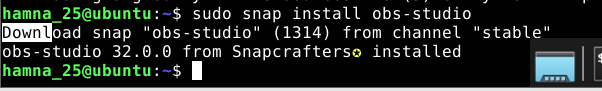 hamna_25@ubuntu:~$ sudo snap install obs-studio
Download snap "obs-studio" (1314) from channel "stable"
obs-studio 32.0.0 from Snapcrafters✪ installed
hamna_25@ubuntu:~$